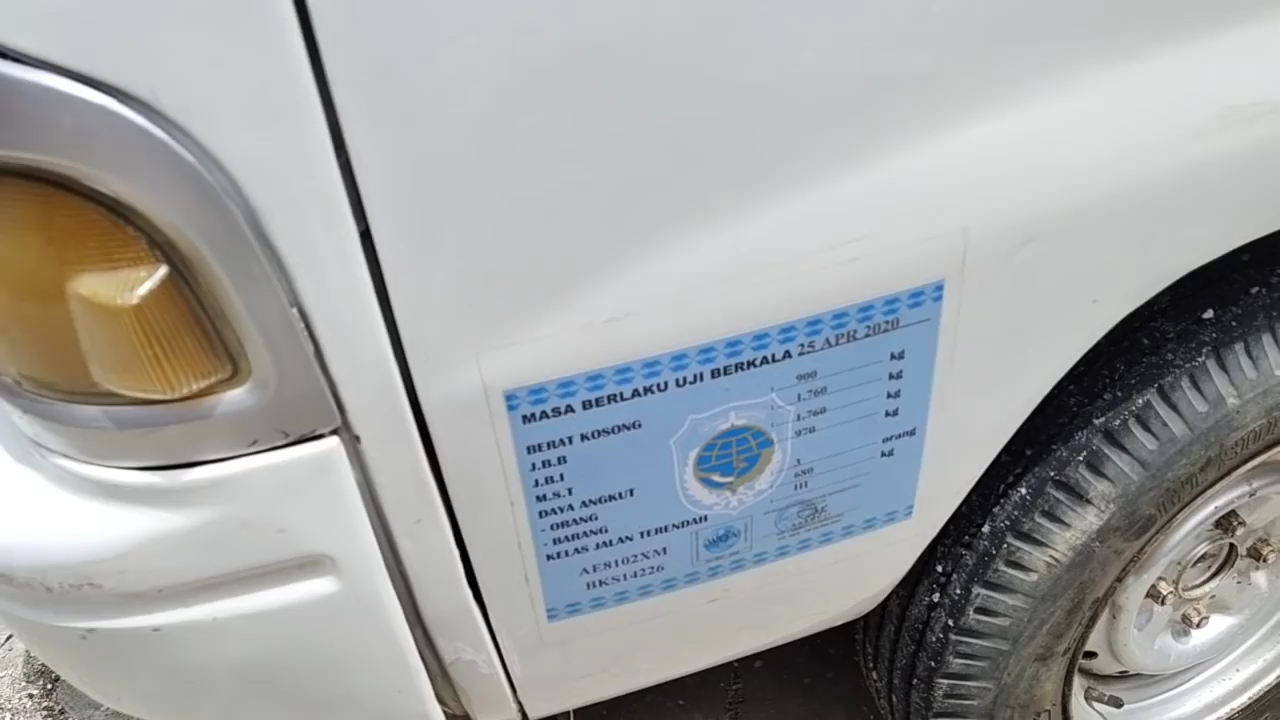 MASA BERLAKU UJI BERKALA 25 APR 2020
BERAT KOSONG : 900 kg
J.B.B : 1.760 kg
J.B.I : 1.760 kg
M.S.T : 970 kg
DAYA ANGKUT
- ORANG : 3 orang
- BARANG : 680 kg
KELAS JALAN TERENDAH : III
AE8102XM
BKS14226